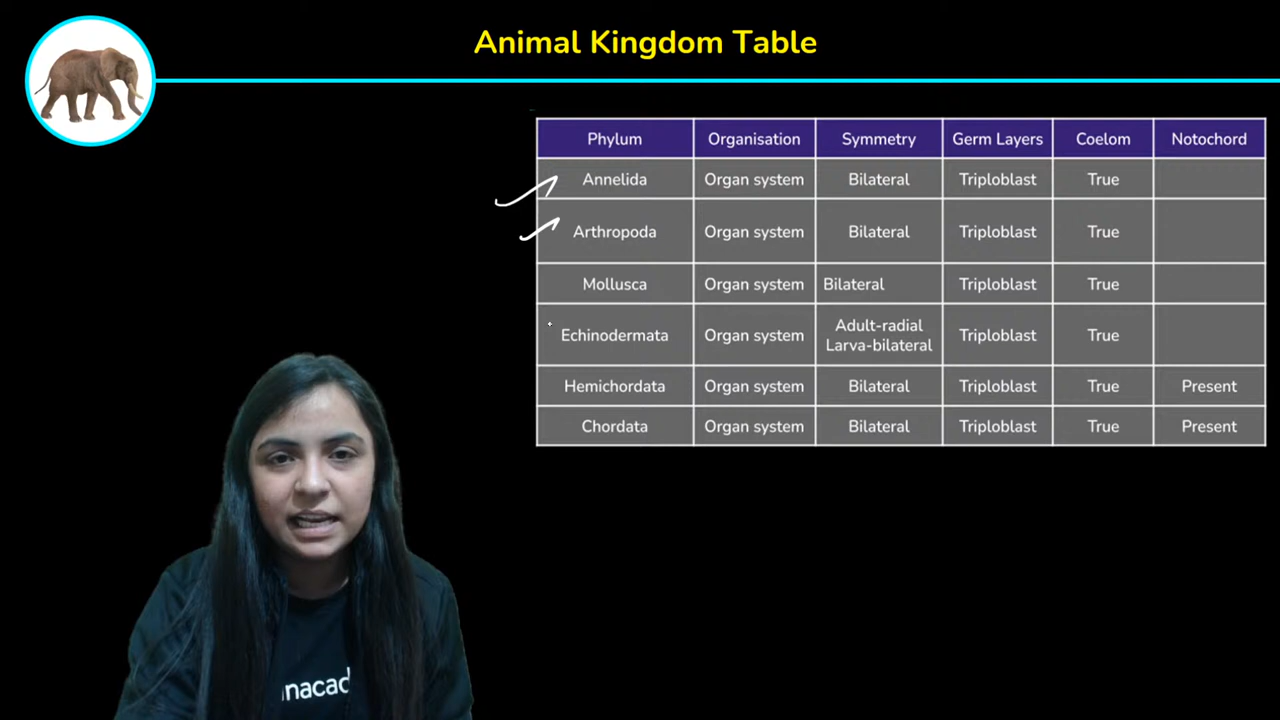 Animal Kingdom Table
Phylum Organisation Symmetry Germ Layers Coelom Notochord
Annelida Organ system Bilateral Triploblast True
Arthropoda Organ system Bilateral Triploblast True
Mollusca Organ system Bilateral Triploblast True
Echinodermata Organ system Adult-radial Larva-bilateral Triploblast True
Hemichordata Organ system Bilateral Triploblast True Present
Chordata Organ system Bilateral Triploblast True Present
nacad